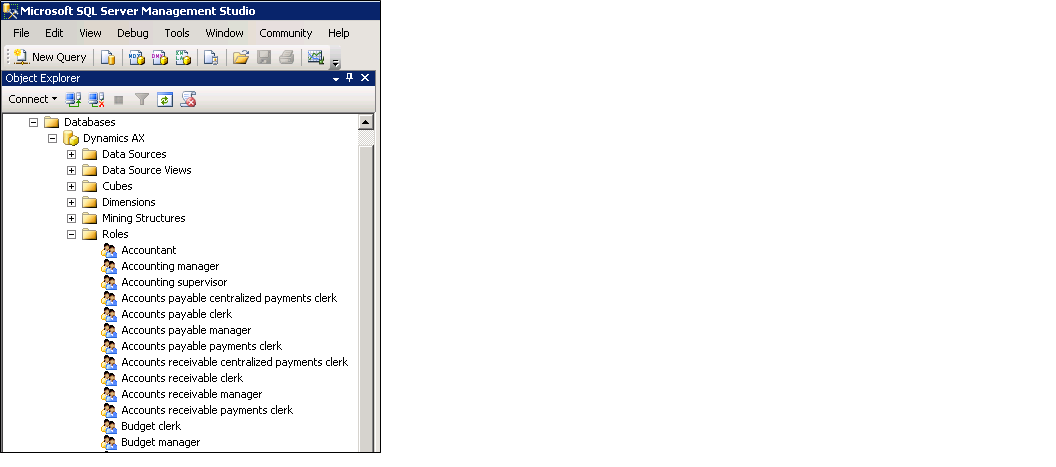 Microsoft SQL Server Management Studio
File Edit View Debug Tools Window Community Help
New Query
Object Explorer
Connect
Databases
Dynamics AX
Data Sources
Data Source Views
Cubes
Dimensions
Mining Structures
Roles
Accountant
Accounting manager
Accounting supervisor
Accounts payable centralized payments clerk
Accounts payable clerk
Accounts payable manager
Accounts payable payments clerk
Accounts receivable centralized payments clerk
Accounts receivable clerk
Accounts receivable manager
Accounts receivable payments clerk
Budget clerk
Budget manager